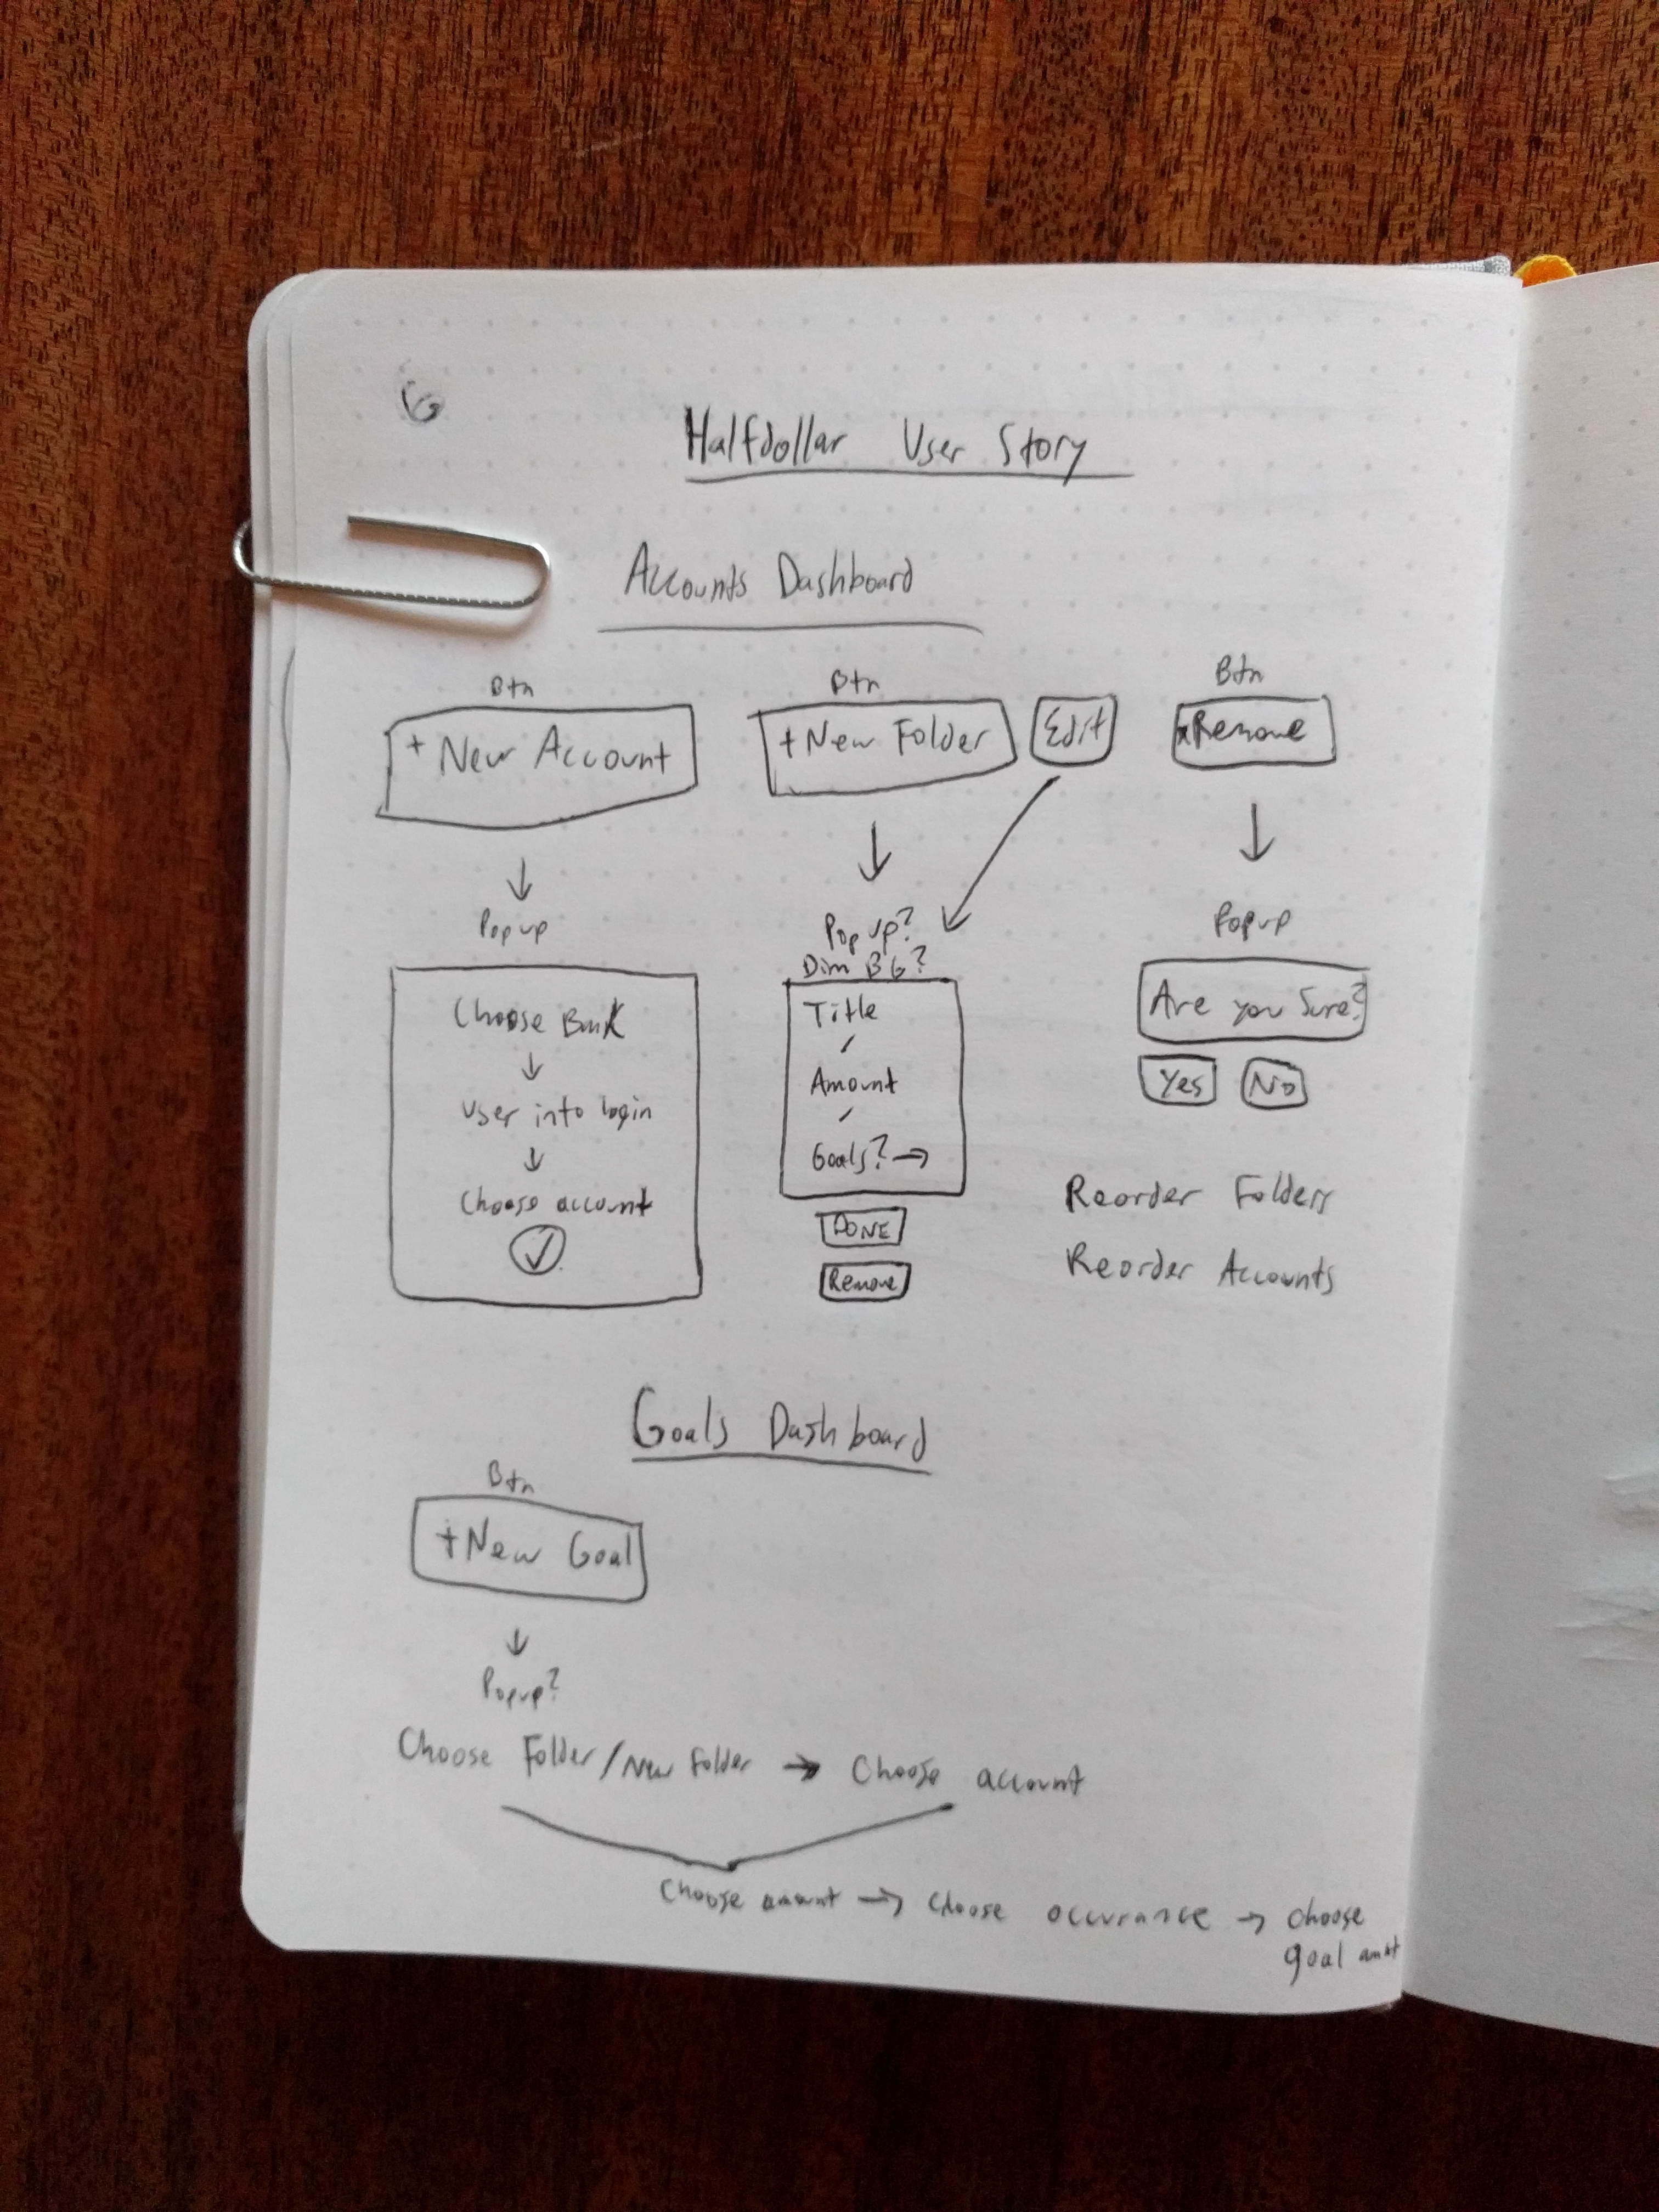 6
Halfdollar User Story
Accounts Dashboard
Btn
+ New Account
↓
Popup
Choose Bank
↓
User into login
↓
Choose account
✓
Btn
+New Folder
Edit
↓
Popup?
Dim BG?
Title
Amount
Goals? →
DONE
Remove
Btn
xRemove
↓
Popup
Are you Sure?
Yes No
Reorder Folders
Reorder Accounts
Goals Dashboard
Btn
+New Goal
↓
Popup?
Choose Folder/New Folder → Choose account
Choose amount → Choose occurance → Choose
goal amt